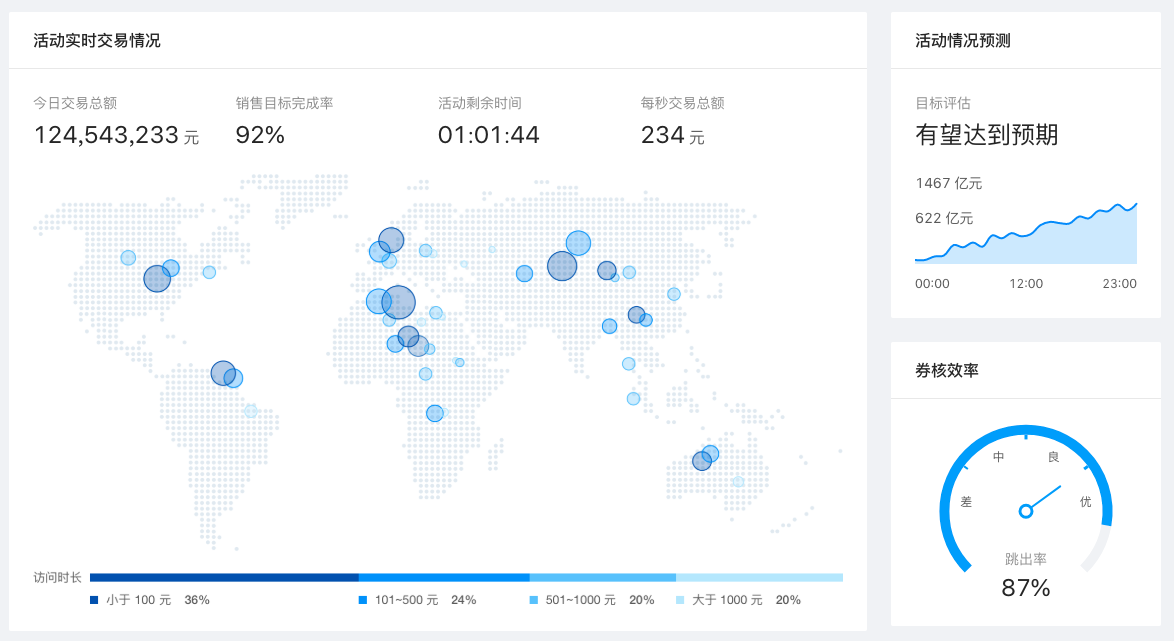 活动实时交易情况
今日交易总额
124,543,233 元
销售目标完成率
92%
活动剩余时间
01:01:44
每秒交易总额
234 元
访问时长
小于 100 元 36%
101~500 元 24%
501~1000 元 20%
大于 1000 元 20%
活动情况预测
目标评估
有望达到预期
1467 亿元
622 亿元
00:00 12:00 23:00
券核效率
中 良
差 优
跳出率
87%